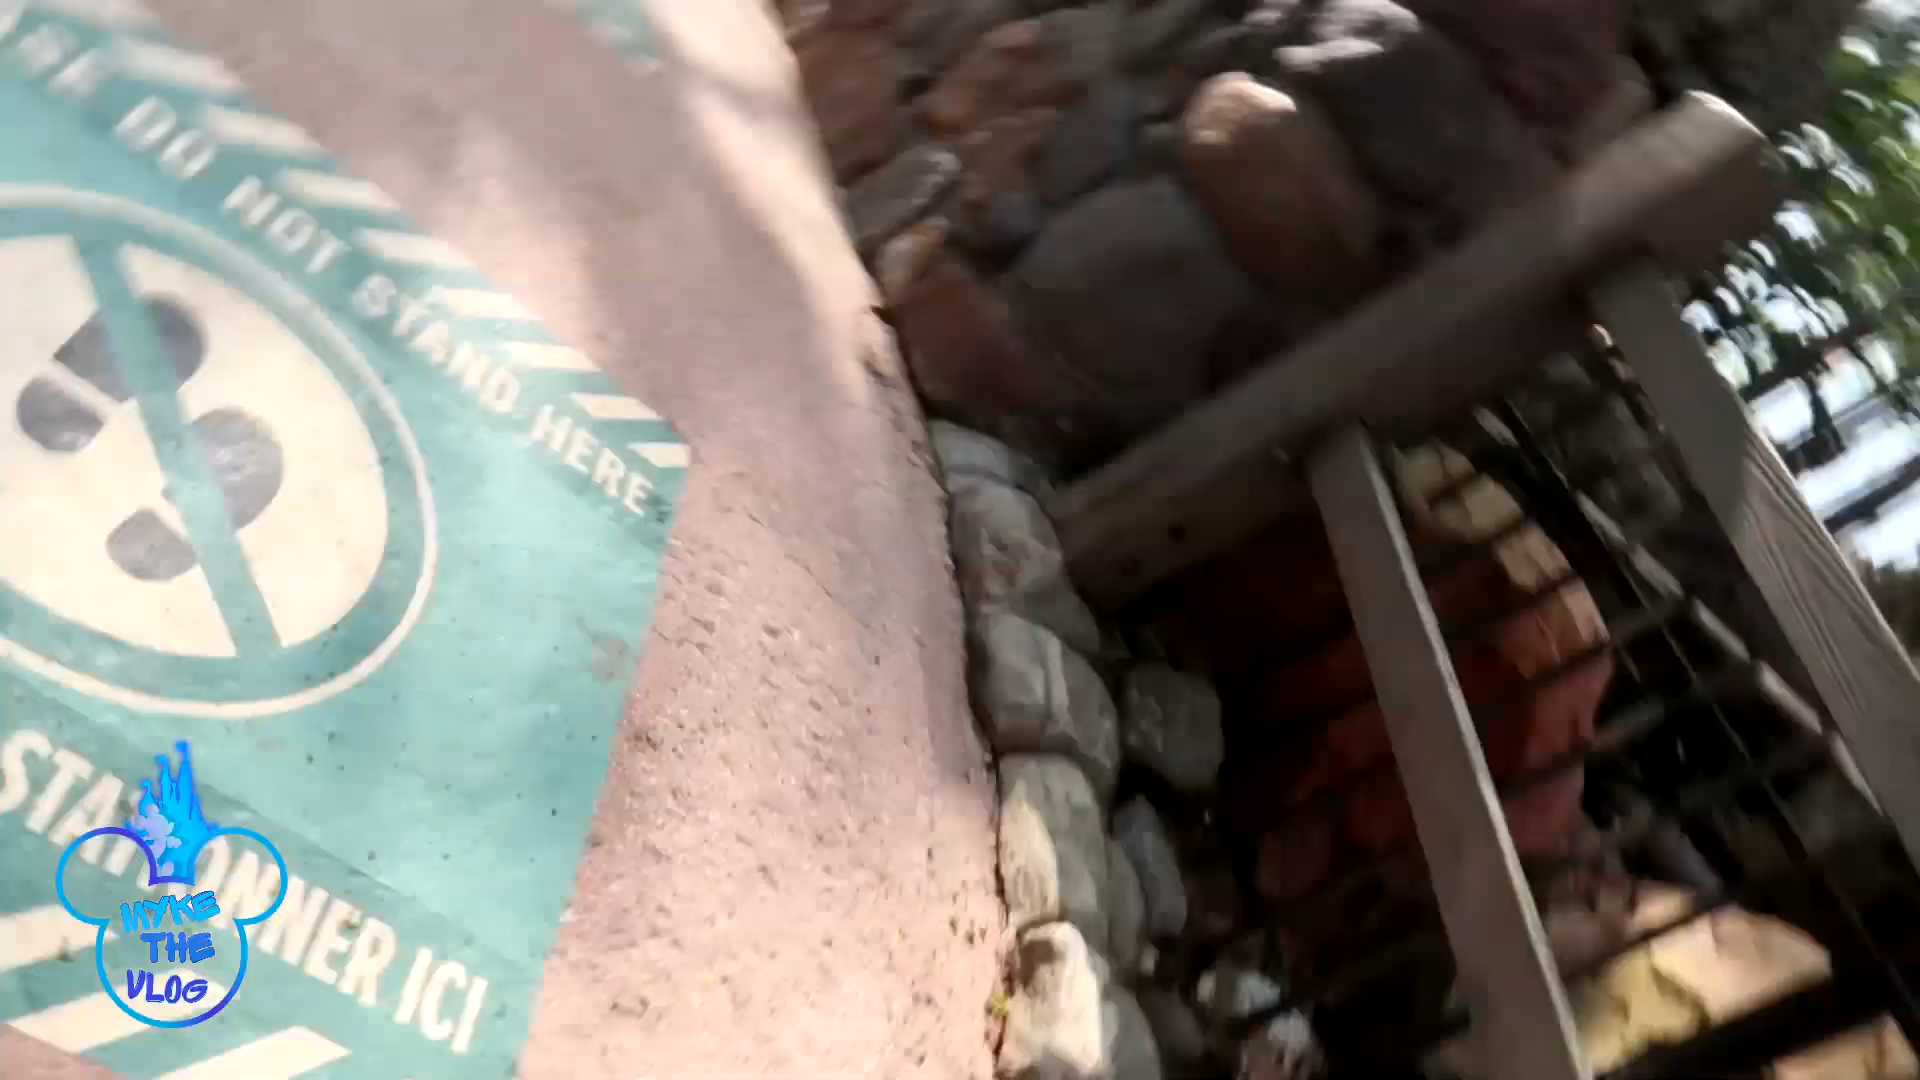 DO NOT STAND HERE
STATIONNER ICI
MYKE
THE
VLOG